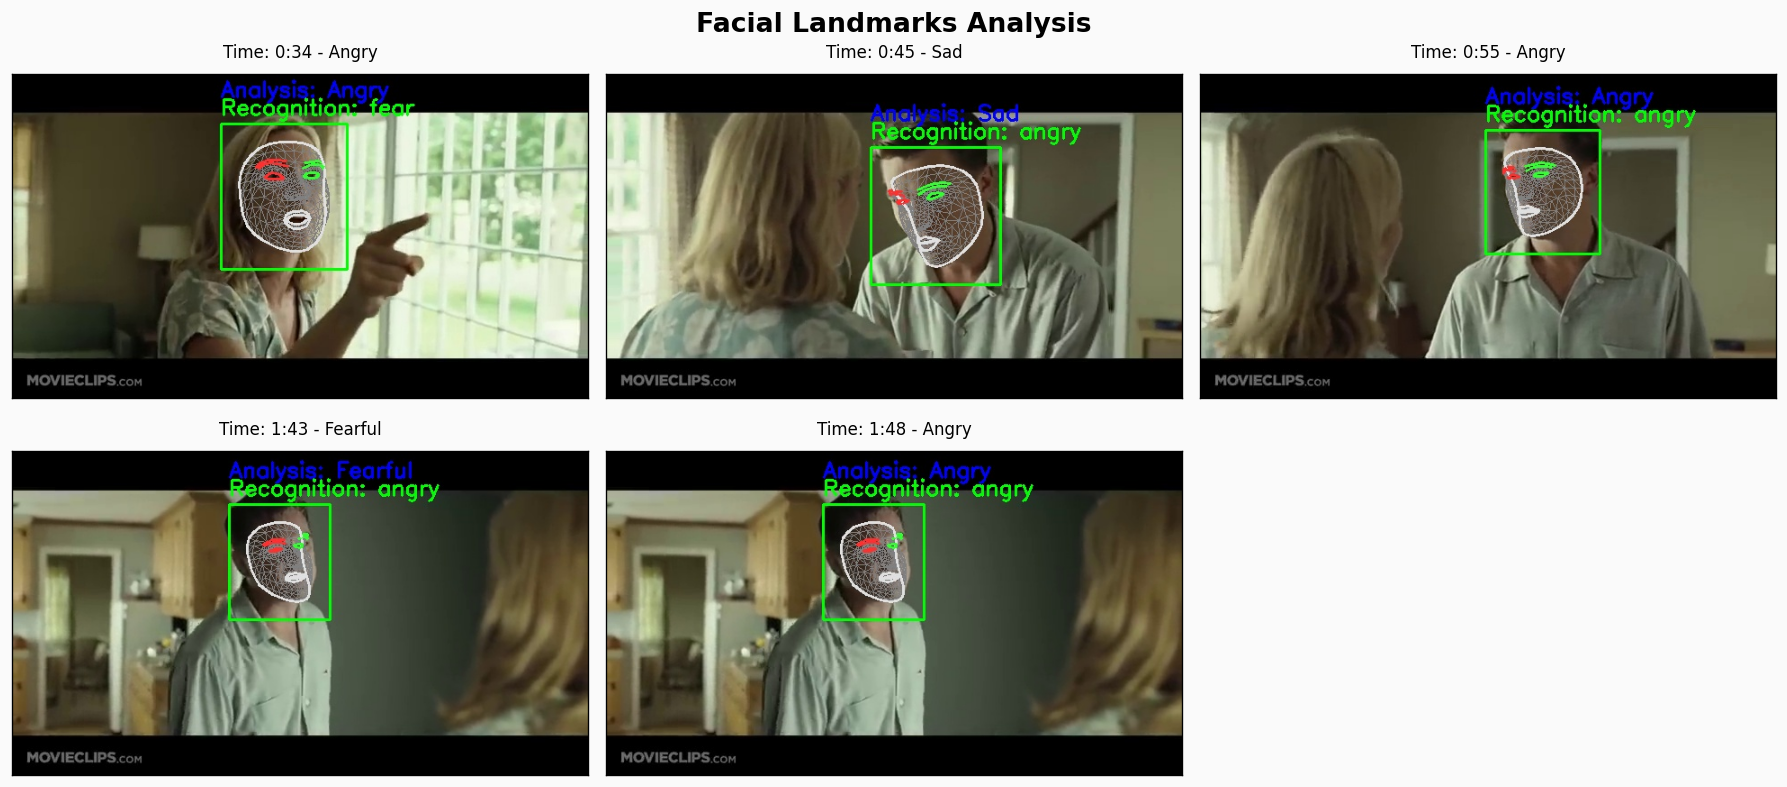 Facial Landmarks Analysis
Time: 0:34 - Angry
Analysis: Angry
Recognition: fear
MOVIECLIPS.COM
Time: 0:45 - Sad
Analysis: Sad
Recognition: angry
MOVIECLIPS.COM
Time: 0:55 - Angry
Analysis: Angry
Recognition: angry
MOVIECLIPS.COM
Time: 1:43 - Fearful
Analysis: Fearful
Recognition: angry
MOVIECLIPS.COM
Time: 1:48 - Angry
Analysis: Angry
Recognition: angry
MOVIECLIPS.COM